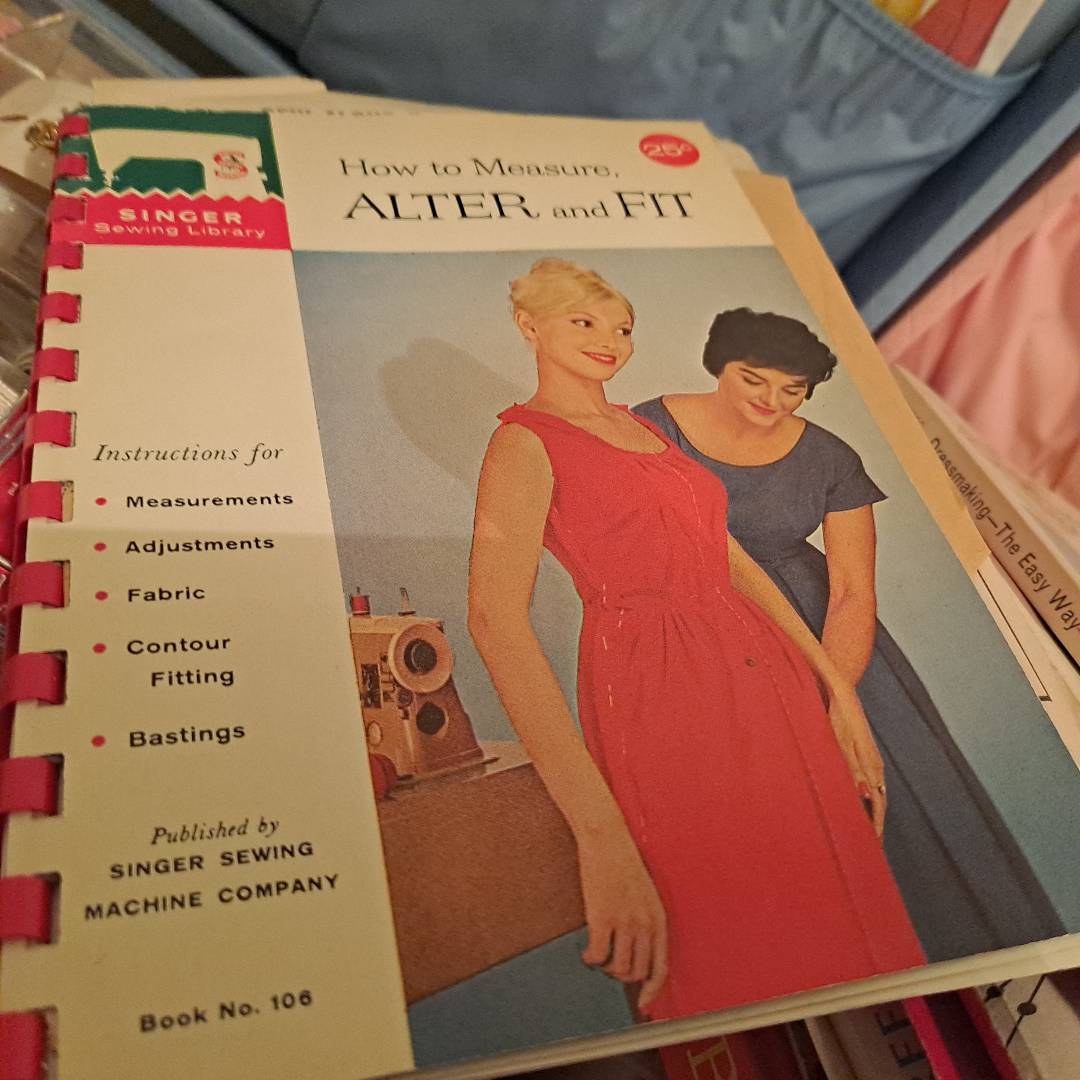 SINGER
Sewing Library
How to Measure,
ALTER and FIT
25¢
Instructions for
• Measurements
• Adjustments
• Fabric
• Contour
Fitting
• Bastings
Published by
SINGER SEWING
MACHINE COMPANY
Book No. 106
Dressmaking—The Easy Way